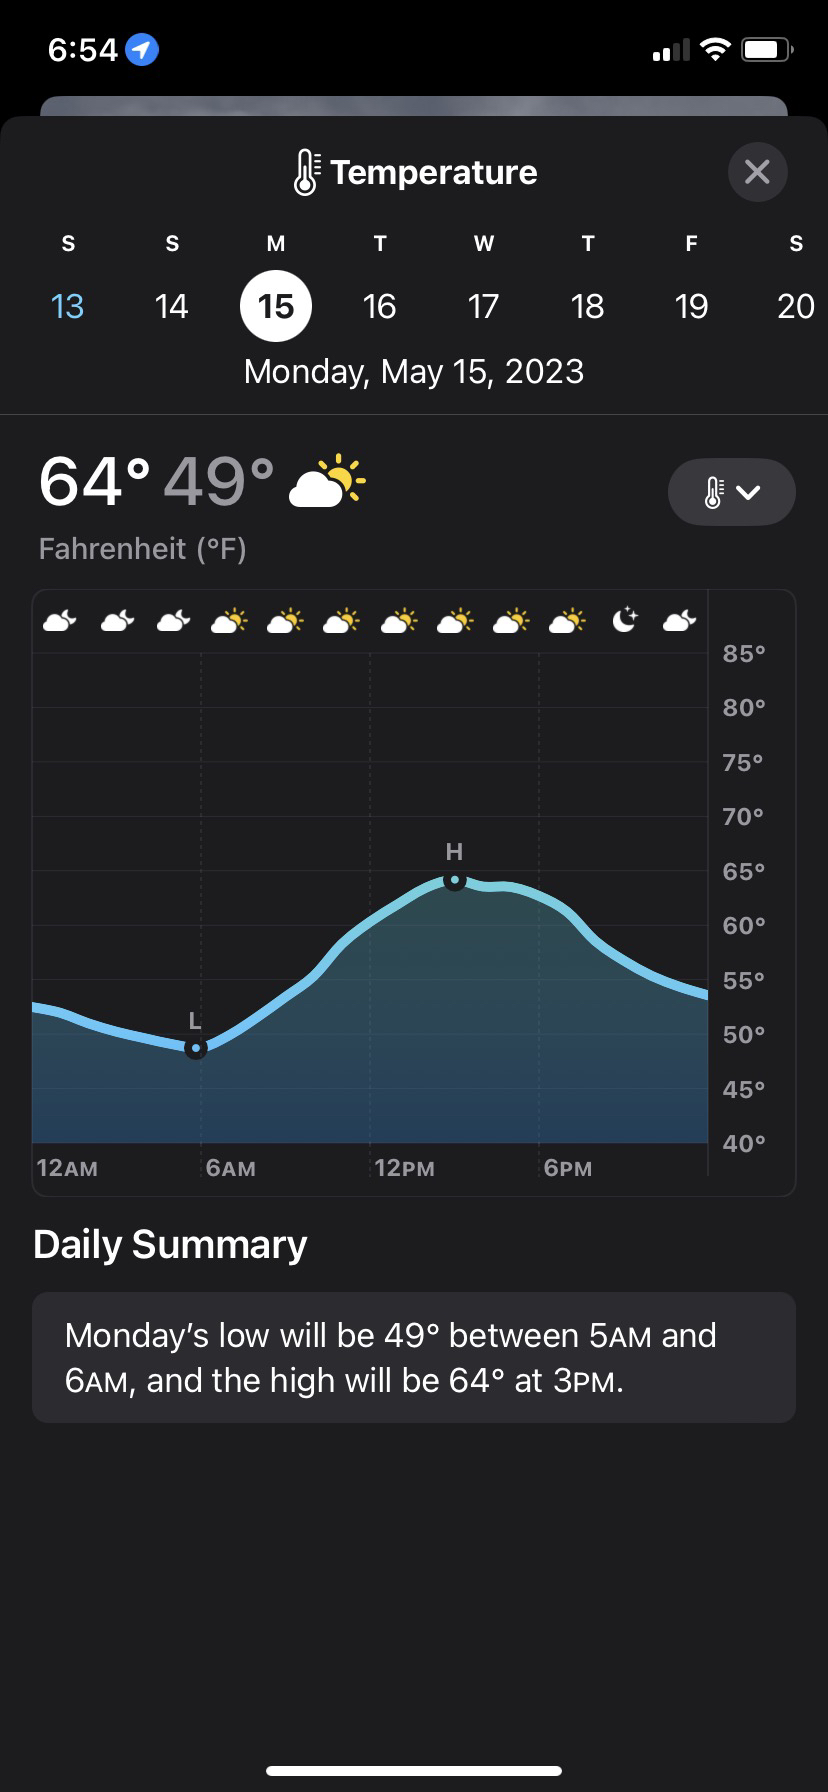 6:54
Temperature
S S M T W T F S
13 14 15 16 17 18 19 20
Monday, May 15, 2023
64° 49°
Fahrenheit (°F)
85°
80°
75°
70°
H
65°
60°
55°
L
50°
45°
40°
12AM 6AM 12PM 6PM
Daily Summary
Monday’s low will be 49° between 5AM and
6AM, and the high will be 64° at 3PM.